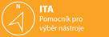 ITA
Pomocník pro
výběr nástroje
N